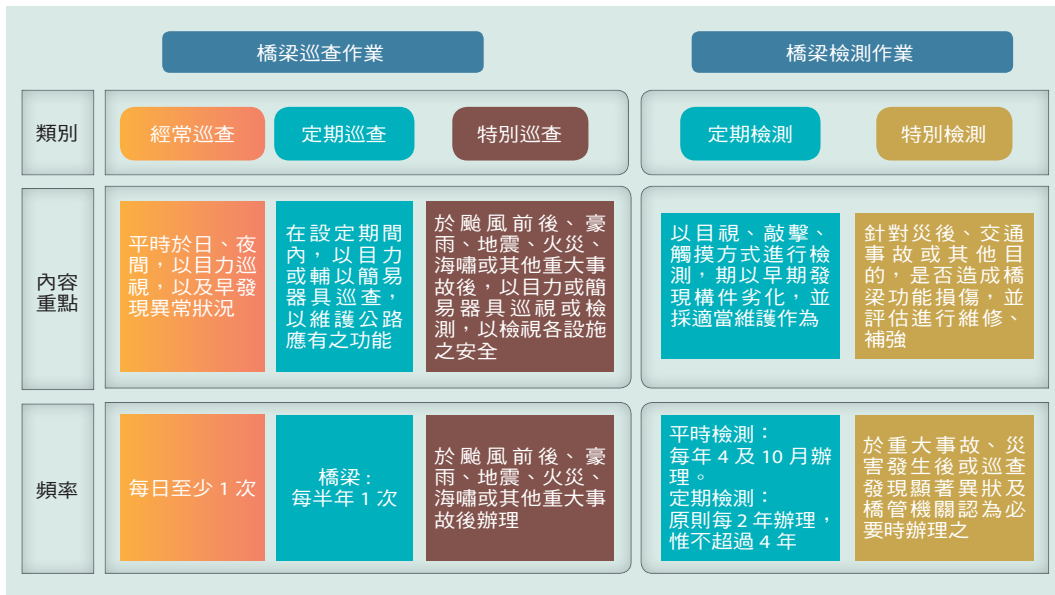 橋梁巡查作業
橋梁檢測作業
類別
經常巡查
定期巡查
特別巡查
定期檢測
特別檢測
內容
重點
平時於日、夜
間，以目力巡
視，以及早發
現異常狀況
在設定期間
內，以目力
或輔以簡易
器具巡查，
以維護公路
應有之功能
於颱風前後、豪
雨、地震、火災、
海嘯或其他重大事
故後，以目力或簡
易器具巡視或檢
測，以檢視各設施
之安全
以目視、敲擊、
觸摸方式進行檢
測，期以早期發
現構件劣化，並
採適當維護作為
針對災後、交通
事故或其他目
的，是否造成橋
梁功能損傷，並
評估進行維修、
補強
頻率
每日至少 1 次
橋梁：
每半年 1 次
於颱風前後、豪
雨、地震、火災、
海嘯或其他重大事
故後辦理
平時檢測：
每年 4 及 10 月辦
理。
定期檢測：
原則每 2 年辦理，
惟不超過 4 年
於重大事故、災
害發生後或巡查
發現顯著異狀及
橋管機關認為必
要時辦理之